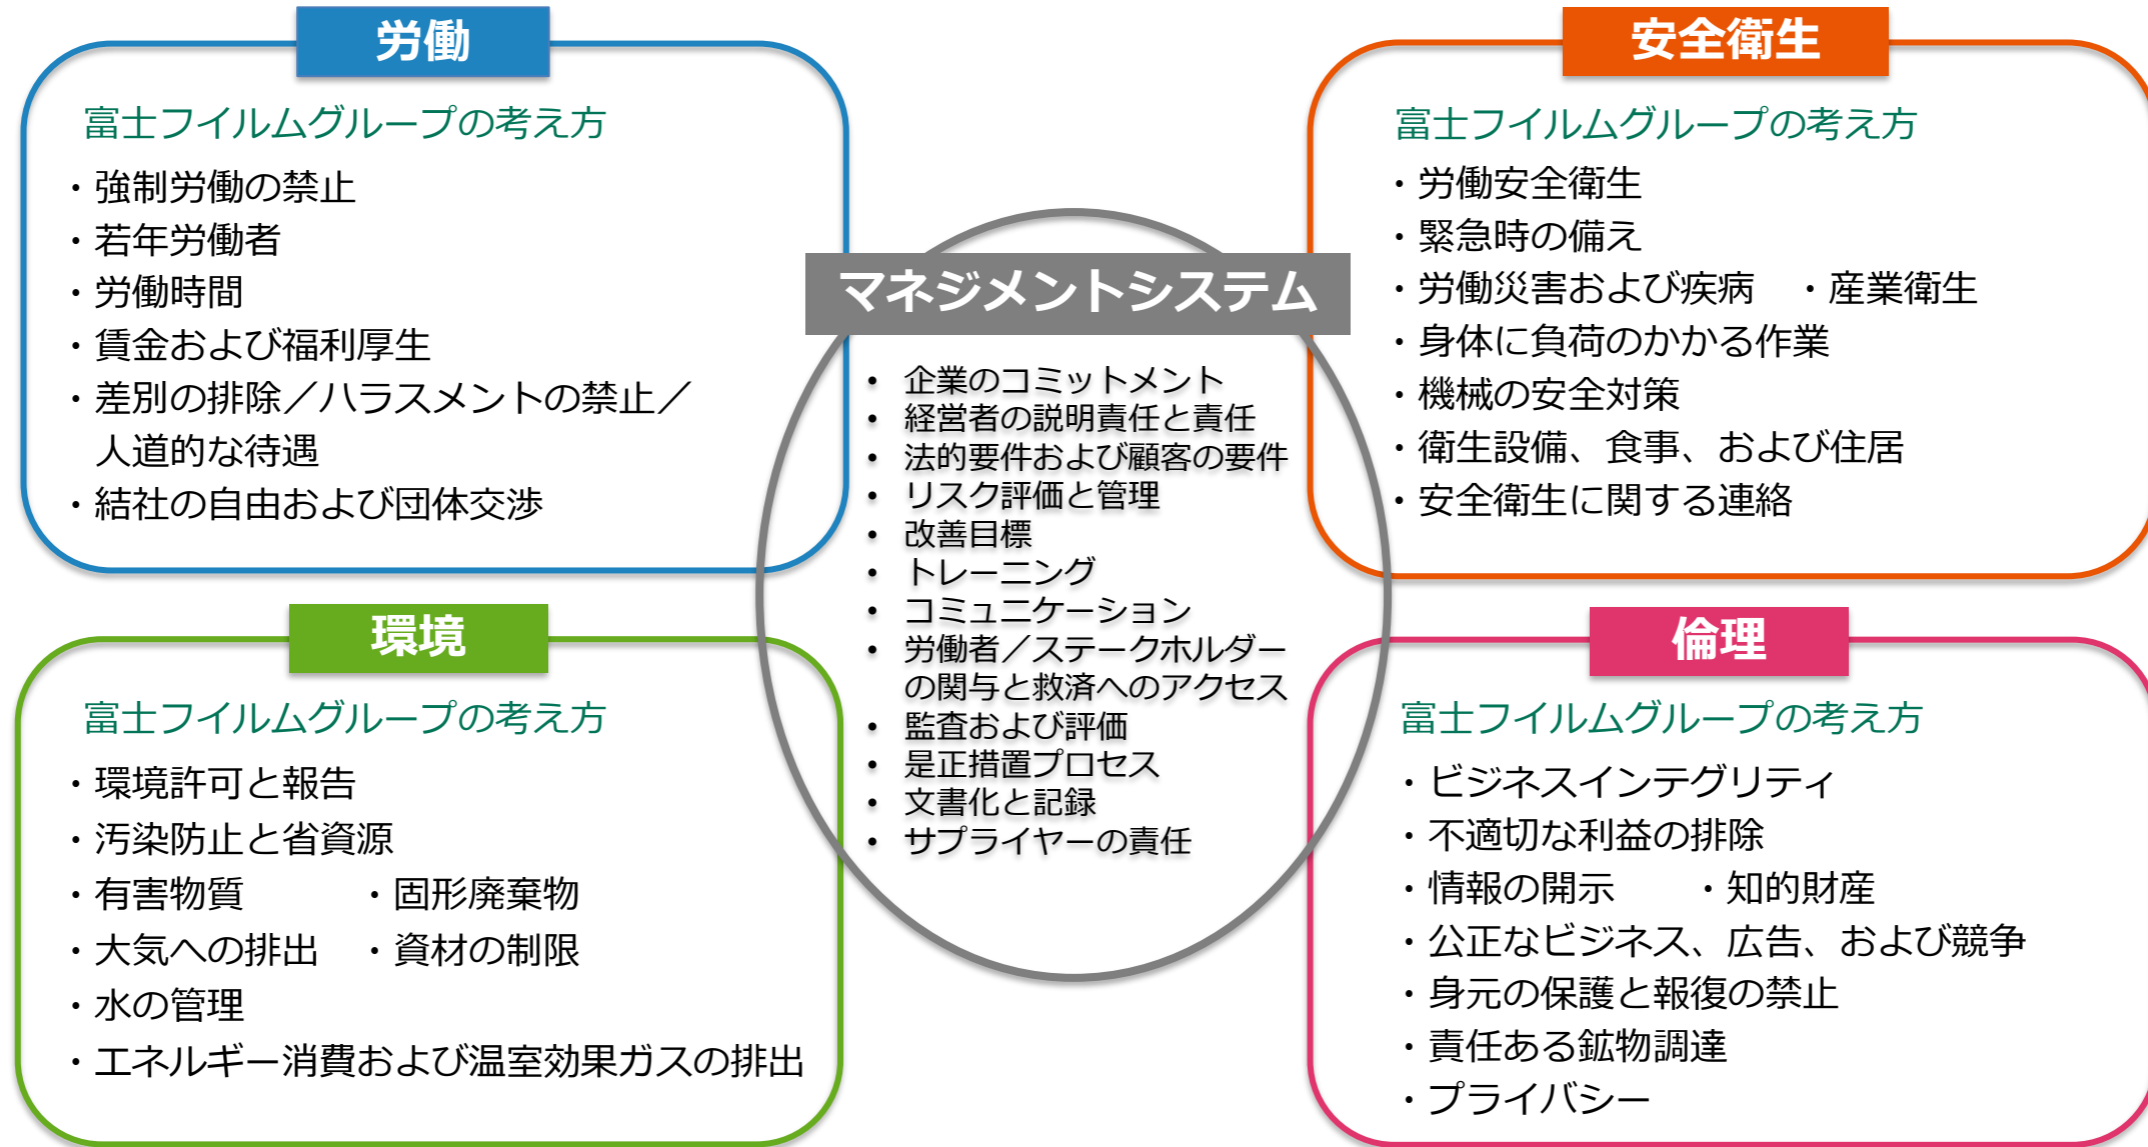 労働
富士フイルムグループの考え方
・強制労働の禁止
・若年労働者
・労働時間
・賃金および福利厚生
・差別の排除／ハラスメントの禁止／
人道的な待遇
・結社の自由および団体交渉
安全衛生
富士フイルムグループの考え方
・労働安全衛生
・緊急時の備え
・労働災害および疾病　・産業衛生
・身体に負荷のかかる作業
・機械の安全対策
・衛生設備、食事、および住居
・安全衛生に関する連絡
マネジメントシステム
• 企業のコミットメント
• 経営者の説明責任と責任
• 法的要件および顧客の要件
• リスク評価と管理
• 改善目標
• トレーニング
• コミュニケーション
• 労働者／ステークホルダー
の関与と救済へのアクセス
• 監査および評価
• 是正措置プロセス
• 文書化と記録
• サプライヤーの責任
環境
富士フイルムグループの考え方
・環境許可と報告
・汚染防止と省資源
・有害物質　　　・固形廃棄物
・大気への排出　・資材の制限
・水の管理
・エネルギー消費および温室効果ガスの排出
倫理
富士フイルムグループの考え方
・ビジネスインテグリティ
・不適切な利益の排除
・情報の開示　　・知的財産
・公正なビジネス、広告、および競争
・身元の保護と報復の禁止
・責任ある鉱物調達
・プライバシー